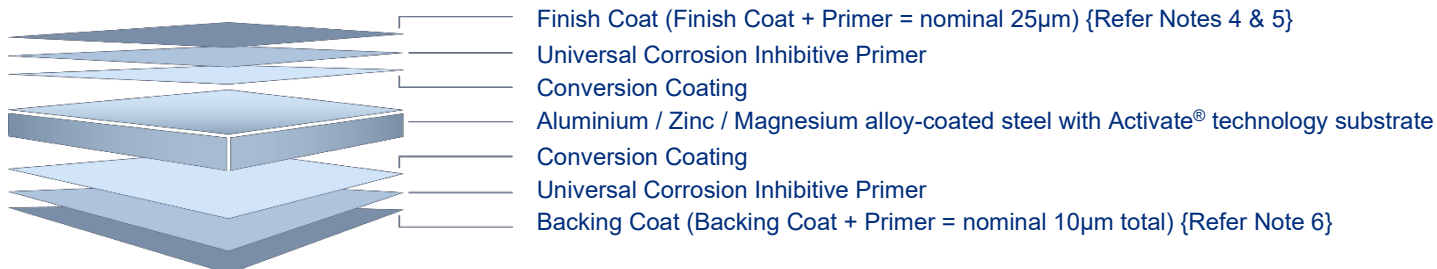 Finish Coat (Finish Coat + Primer = nominal 25µm) {Refer Notes 4 & 5}
Universal Corrosion Inhibitive Primer
Conversion Coating
Aluminium / Zinc / Magnesium alloy-coated steel with Activate® technology substrate
Conversion Coating
Universal Corrosion Inhibitive Primer
Backing Coat (Backing Coat + Primer = nominal 10µm total) {Refer Note 6}